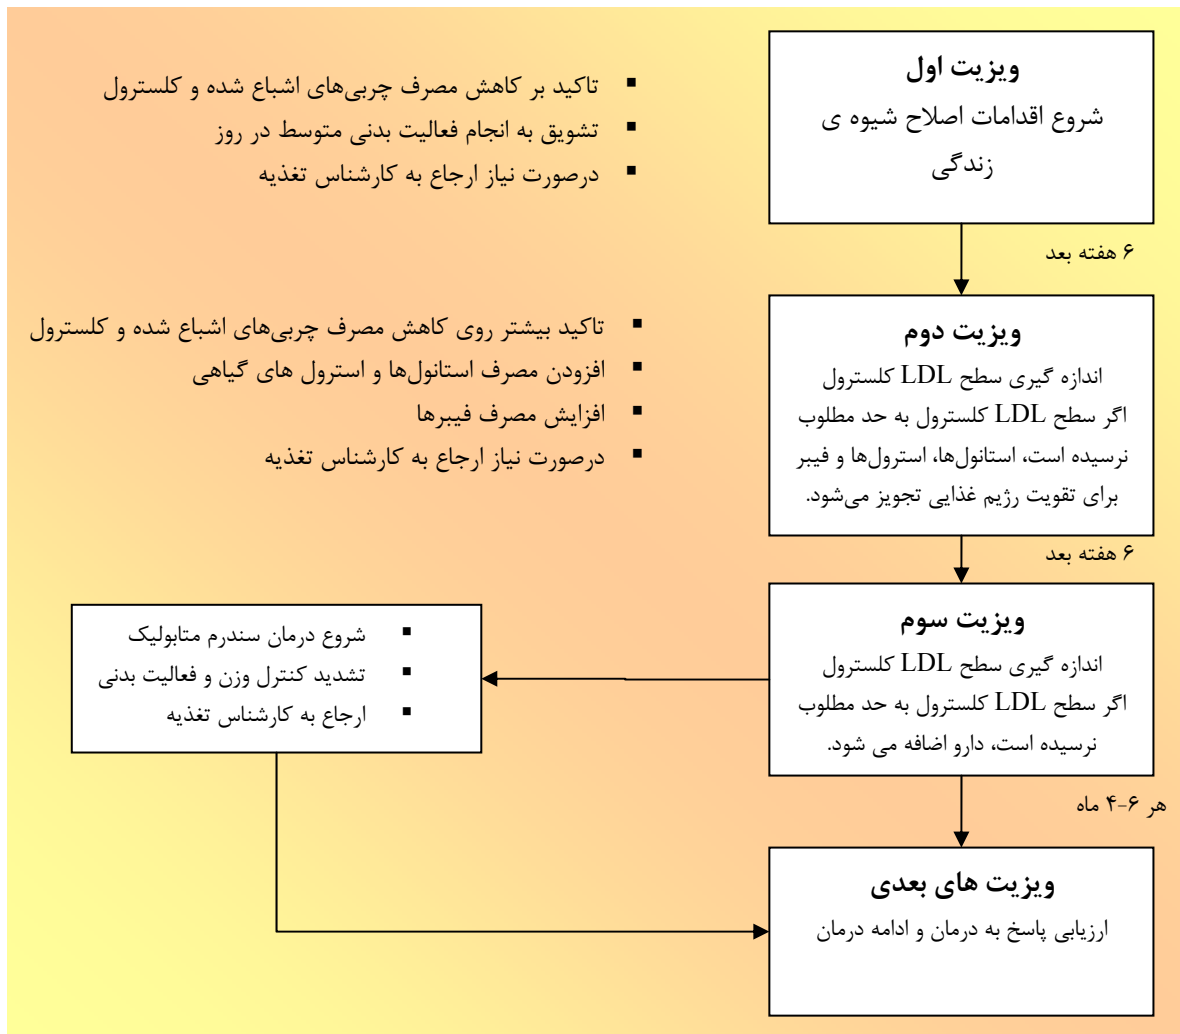 ویزیت اول
شروع اقدامات اصلاح شیوه ی
زندگی
تاکید بر کاهش مصرف چربی‌های اشباع شده و کلسترول
تشویق به انجام فعالیت بدنی متوسط در روز
درصورت نیاز ارجاع به کارشناس تغذیه
۶ هفته بعد
ویزیت دوم
اندازه گیری سطح LDL کلسترول
اگر سطح LDL کلسترول به حد مطلوب
نرسیده است، استانول‌ها، استرول‌ها و فیبر
برای تقویت رژیم غذایی تجویز می‌شود.
تاکید بیشتر روی کاهش مصرف چربی‌های اشباع شده و کلسترول
افزودن مصرف استانول‌ها و استرول های گیاهی
افزایش مصرف فیبرها
درصورت نیاز ارجاع به کارشناس تغذیه
۶ هفته بعد
ویزیت سوم
اندازه گیری سطح LDL کلسترول
اگر سطح LDL کلسترول به حد مطلوب
نرسیده است، دارو اضافه می شود.
شروع درمان سندرم متابولیک
تشدید کنترل وزن و فعالیت بدنی
ارجاع به کارشناس تغذیه
هر ۶-۴ ماه
ویزیت های بعدی
ارزیابی پاسخ به درمان و ادامه درمان